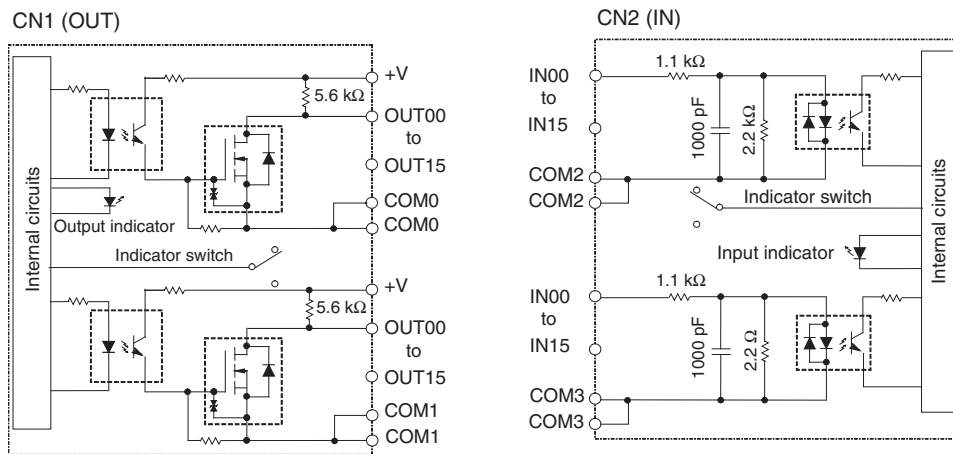 CN1 (OUT)
Internal circuits
+V
5.6 kΩ
OUT00
to
OUT15
COM0
COM0
Output indicator
Indicator switch
+V
5.6 kΩ
OUT00
to
OUT15
COM1
COM1
CN2 (IN)
IN00
to
IN15
COM2
COM2
1.1 kΩ
1000 pF
2.2 kΩ
Indicator switch
Input indicator
Internal circuits
IN00
to
IN15
COM3
COM3
1.1 kΩ
1000 pF
2.2 Ω